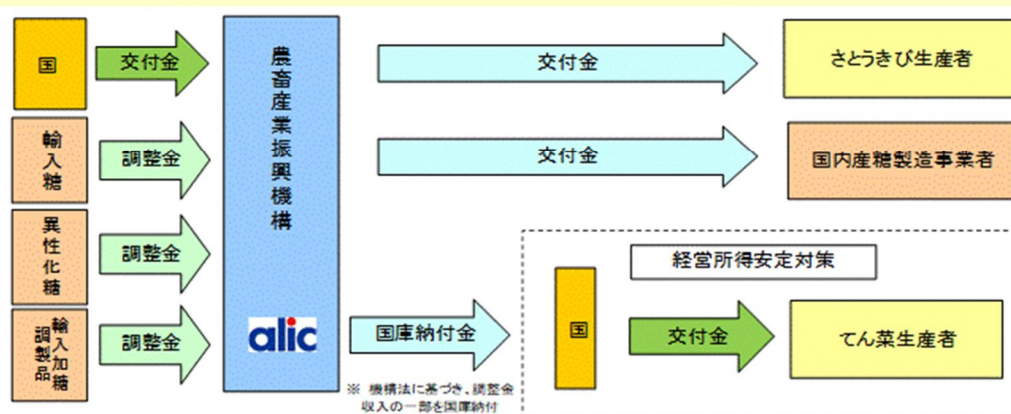 国
交付金
農畜産業振興機構
交付金
さとうきび生産者
輸入糖
調整金
交付金
国内産糖製造事業者
異性化糖
調整金
経営所得安定対策
輸入加糖
調製品
調整金
alic
国庫納付金
国
交付金
てん菜生産者
※ 機構法に基づき、調整金
収入の一部を国庫納付